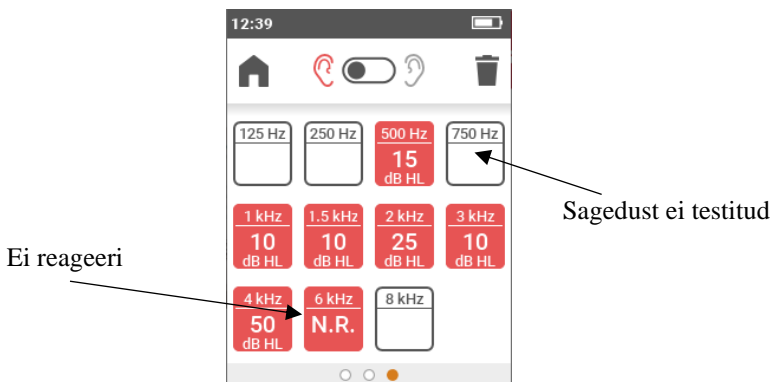 12:39
125 Hz 250 Hz 500 Hz 750 Hz
15
dB HL
Sagedust ei testitud
1 kHz 1.5 kHz 2 kHz 3 kHz
10 10 25 10
dB HL dB HL dB HL dB HL
Ei reageeri
4 kHz 6 kHz 8 kHz
50 N.R.
dB HL